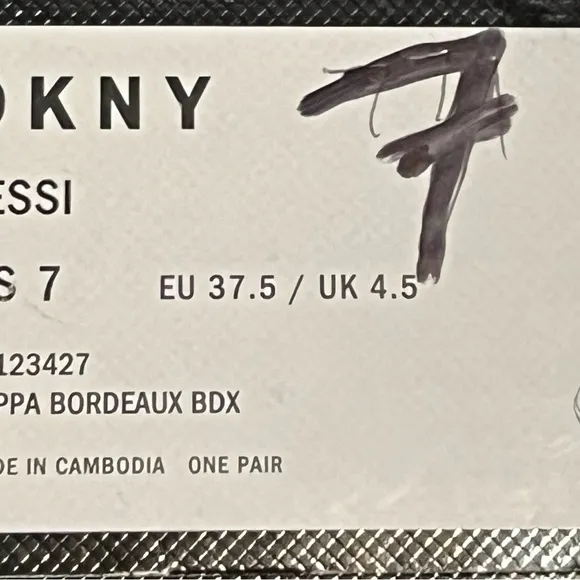 DKNY
7
ESSI
S 7 EU 37.5 / UK 4.5
123427
PPA BORDEAUX BDX
DE IN CAMBODIA ONE PAIR